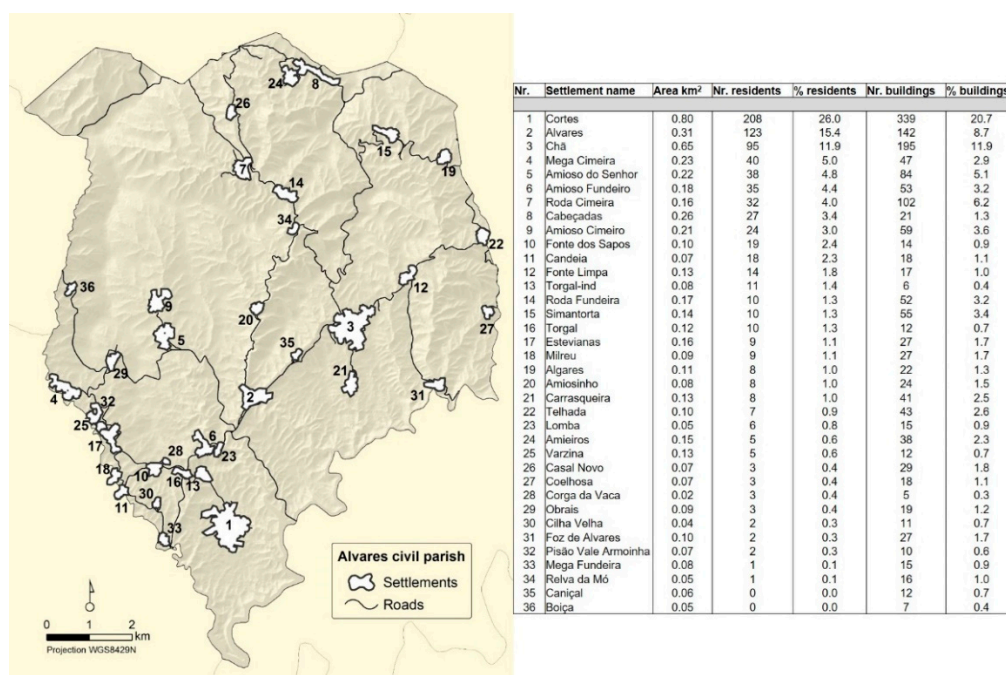 24
8
26
15
19
7
14
34
22
12
36
9
20
3
27
5
35
29
21
31
4
2
32
25
17
6
23
28
18
10
16
13
11
30
1
33
Alvares civil parish
Settlements
Roads
0 1 2
km
Projection WGS8429N
Nr. Settlement name Area km² Nr. residents % residents Nr. buildings % buildings
1 Cortes 0.80 208 26.0 339 20.7
2 Alvares 0.31 123 15.4 142 8.7
3 Chã 0.65 95 11.9 195 11.9
4 Mega Cimeira 0.23 40 5.0 47 2.9
5 Amioso do Senhor 0.22 38 4.8 84 5.1
6 Amioso Fundeiro 0.18 35 4.4 53 3.2
7 Roda Cimeira 0.16 32 4.0 102 6.2
8 Cabeçadas 0.26 27 3.4 21 1.3
9 Amioso Cimeiro 0.21 24 3.0 59 3.6
10 Fonte dos Sapos 0.10 19 2.4 14 0.9
11 Candeia 0.07 18 2.3 18 1.1
12 Fonte Limpa 0.13 14 1.8 17 1.0
13 Torgal-ind 0.08 11 1.4 6 0.4
14 Roda Fundeira 0.17 10 1.3 52 3.2
15 Simantorta 0.14 10 1.3 55 3.4
16 Torgal 0.12 10 1.3 12 0.7
17 Estevianas 0.16 9 1.1 27 1.7
18 Milreu 0.09 9 1.1 27 1.7
19 Algares 0.11 8 1.0 22 1.3
20 Amiosinho 0.08 8 1.0 24 1.5
21 Carrasqueira 0.13 8 1.0 41 2.5
22 Telhada 0.10 7 0.9 43 2.6
23 Lomba 0.05 6 0.8 15 0.9
24 Amieiros 0.15 5 0.6 38 2.3
25 Varzina 0.13 5 0.6 12 0.7
26 Casal Novo 0.07 3 0.4 29 1.8
27 Coelhosa 0.07 3 0.4 18 1.1
28 Corga da Vaca 0.02 3 0.4 5 0.3
29 Obrais 0.09 3 0.4 19 1.2
30 Cilha Velha 0.04 2 0.3 11 0.7
31 Foz de Alvares 0.10 2 0.3 27 1.7
32 Pisão Vale Armoinha 0.07 2 0.3 10 0.6
33 Mega Fundeira 0.08 1 0.1 15 0.9
34 Relva da Mó 0.05 1 0.1 16 1.0
35 Caniçal 0.06 0 0.0 12 0.7
36 Boiça 0.05 0 0.0 7 0.4